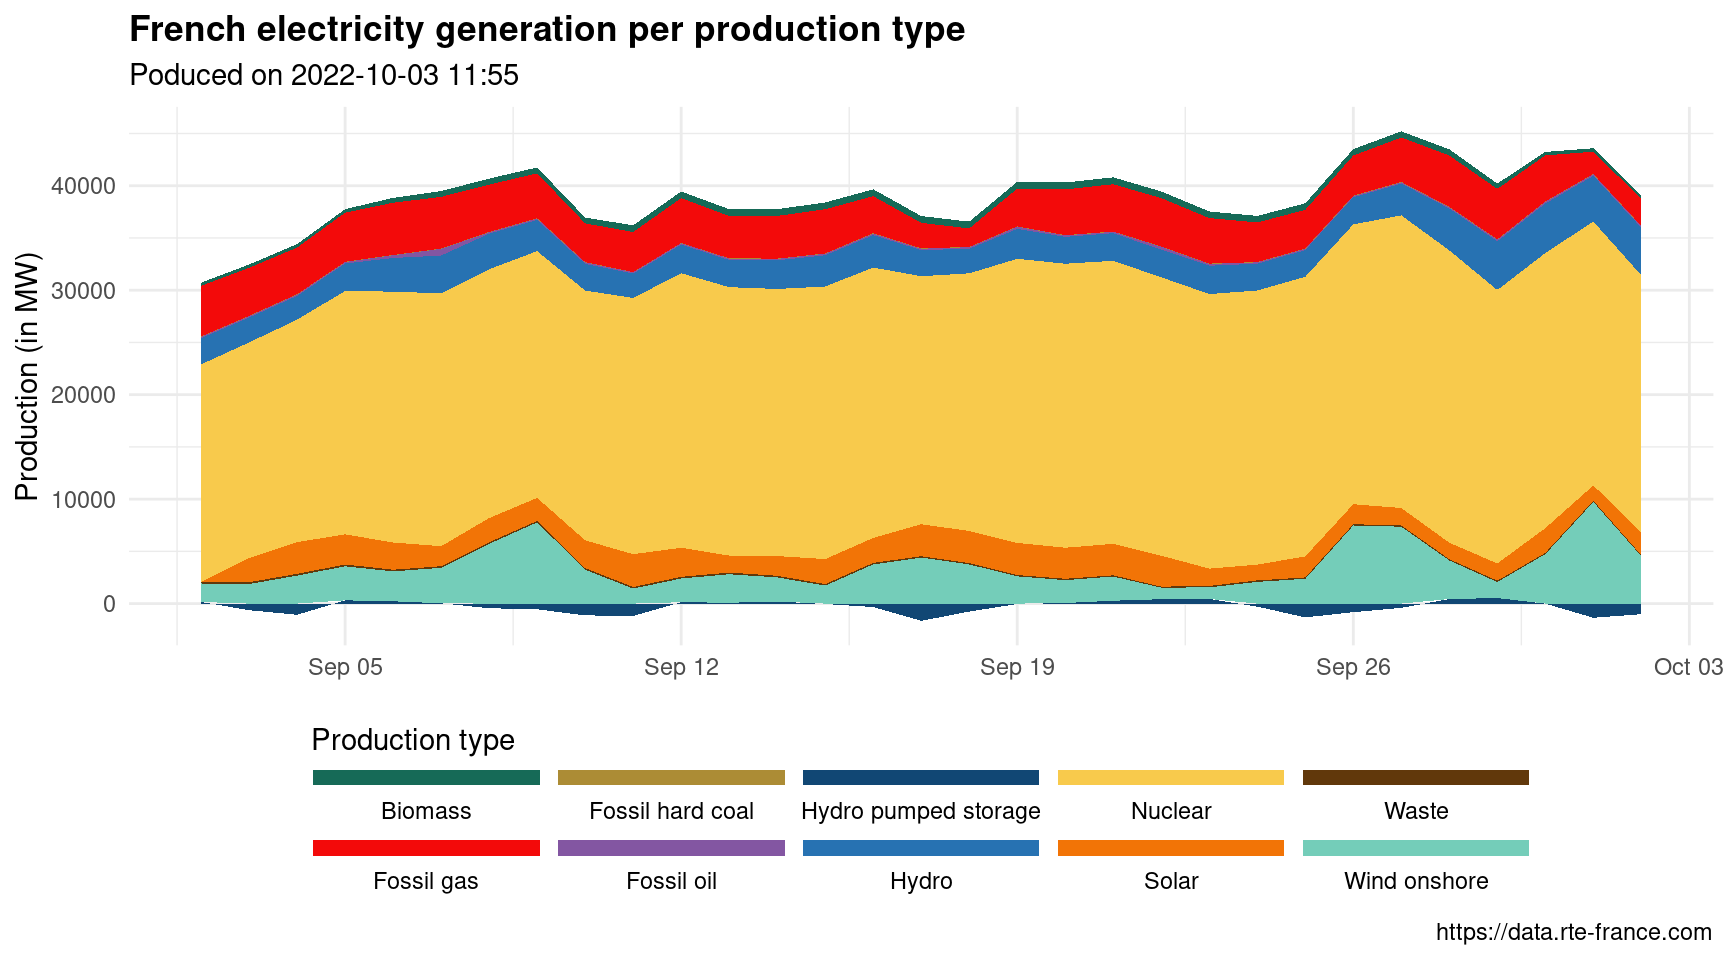 French electricity generation per production type
Poduced on 2022-10-03 11:55
Production (in MW)
40000
30000
20000
10000
0
Sep 05 Sep 12 Sep 19 Sep 26 Oct 03
Production type
Biomass Fossil hard coal Hydro pumped storage Nuclear Waste
Fossil gas Fossil oil Hydro Solar Wind onshore
https://data.rte-france.com